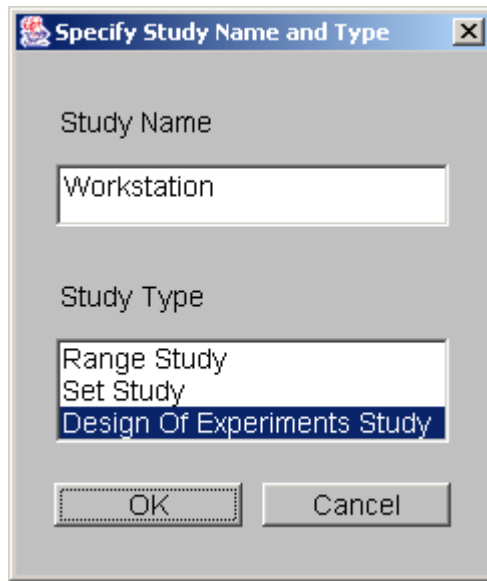 Specify Study Name and Type
Study Name
Workstation
Study Type
Range Study
Set Study
Design Of Experiments Study
OK Cancel